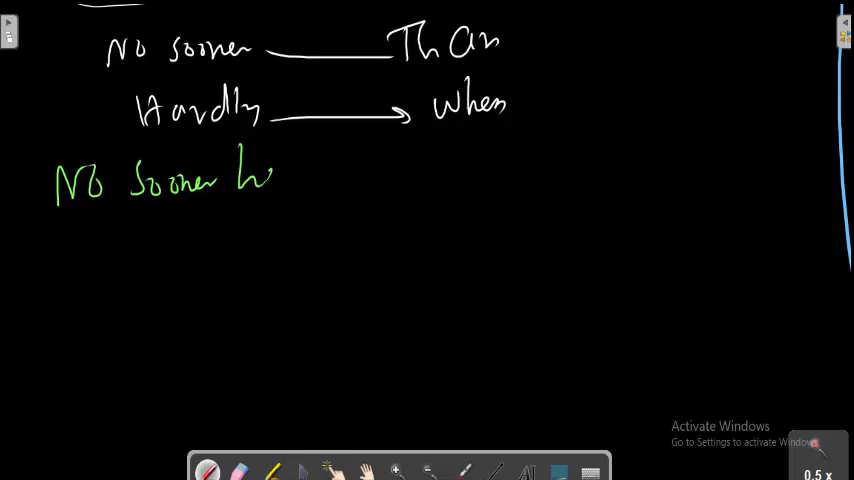 No sooner Than
Hardly when
No sooner
Activate Windows
Go to Settings to activate Windows
0.5 x